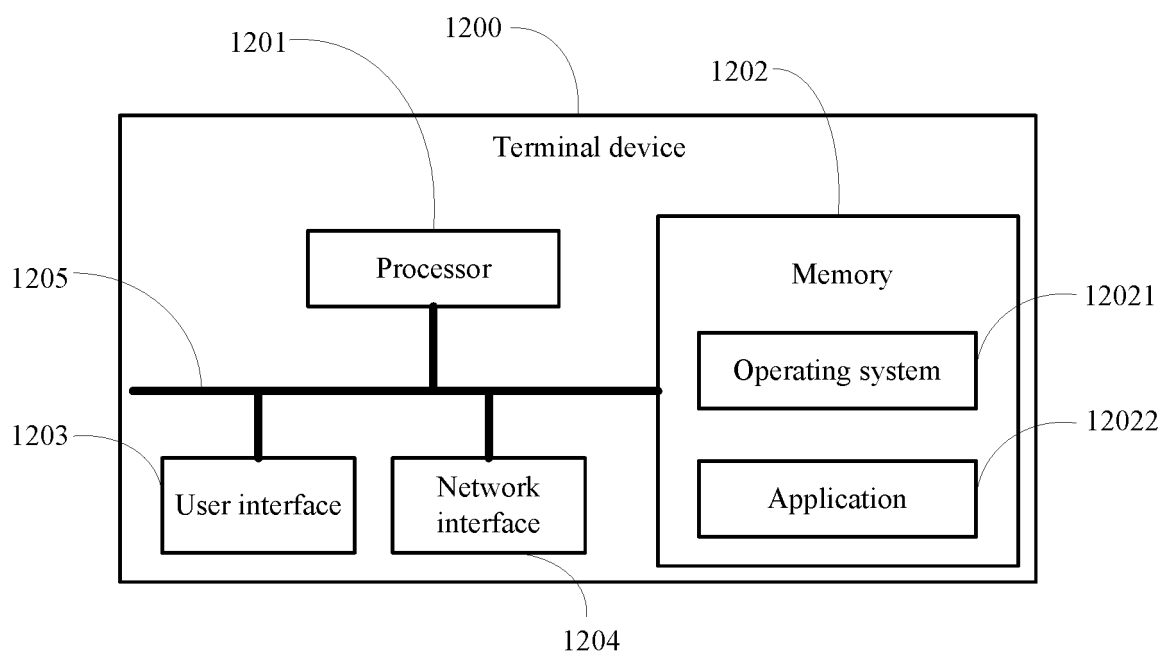 1200
1201
1202
Terminal device
Processor
Memory
1205
12021
Operating system
12022
1203
Application
User interface
Network
interface
1204